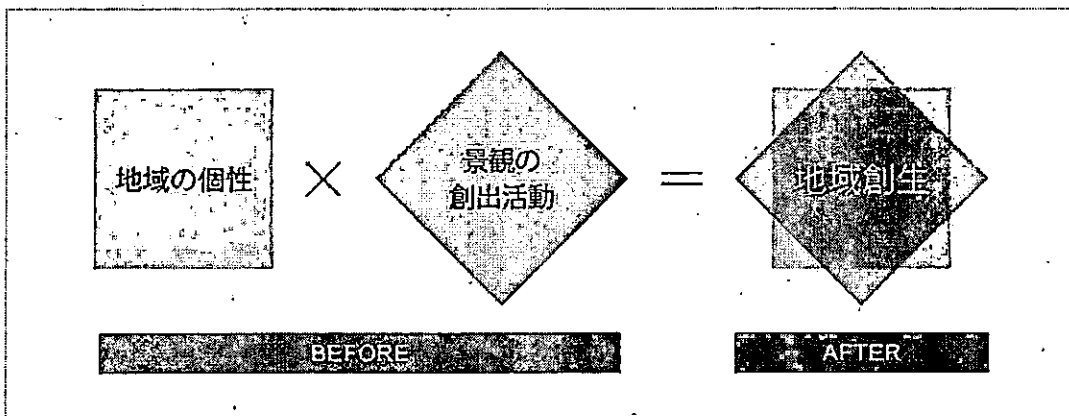 地域の個性
×
景観の
創出活動
=
地域創生
BEFORE
AFTER